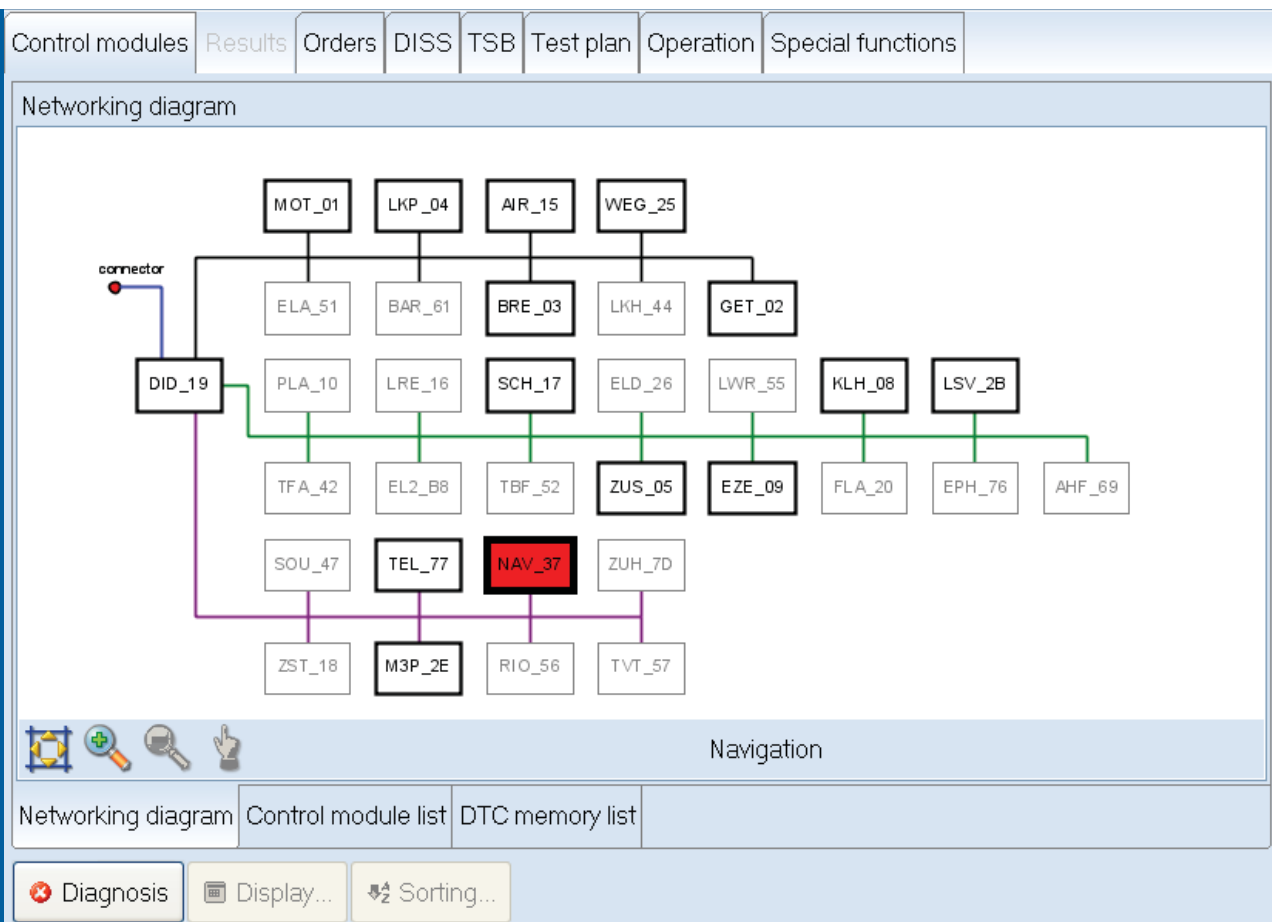 Control modules Results Orders DISS TSB Test plan Operation Special functions
Networking diagram
MOT_01 LKP_04 AIR_15 WEG_25
connector
ELA_51 BAR_61 BRE_03 LKH_44 GET_02
DID_19 PLA_10 LRE_16 SCH_17 ELD_26 LWR_55 KLH_08 LSV_2B
TFA_42 EL2_B8 TBF_52 ZUS_05 EZE_09 FLA_20 EPH_76 AHF_69
SOU_47 TEL_77 NAV_37 ZUH_7D
ZST_18 M3P_2E RIO_56 TVT_57
Navigation
Networking diagram Control module list DTC memory list
Diagnosis Display... Sorting...